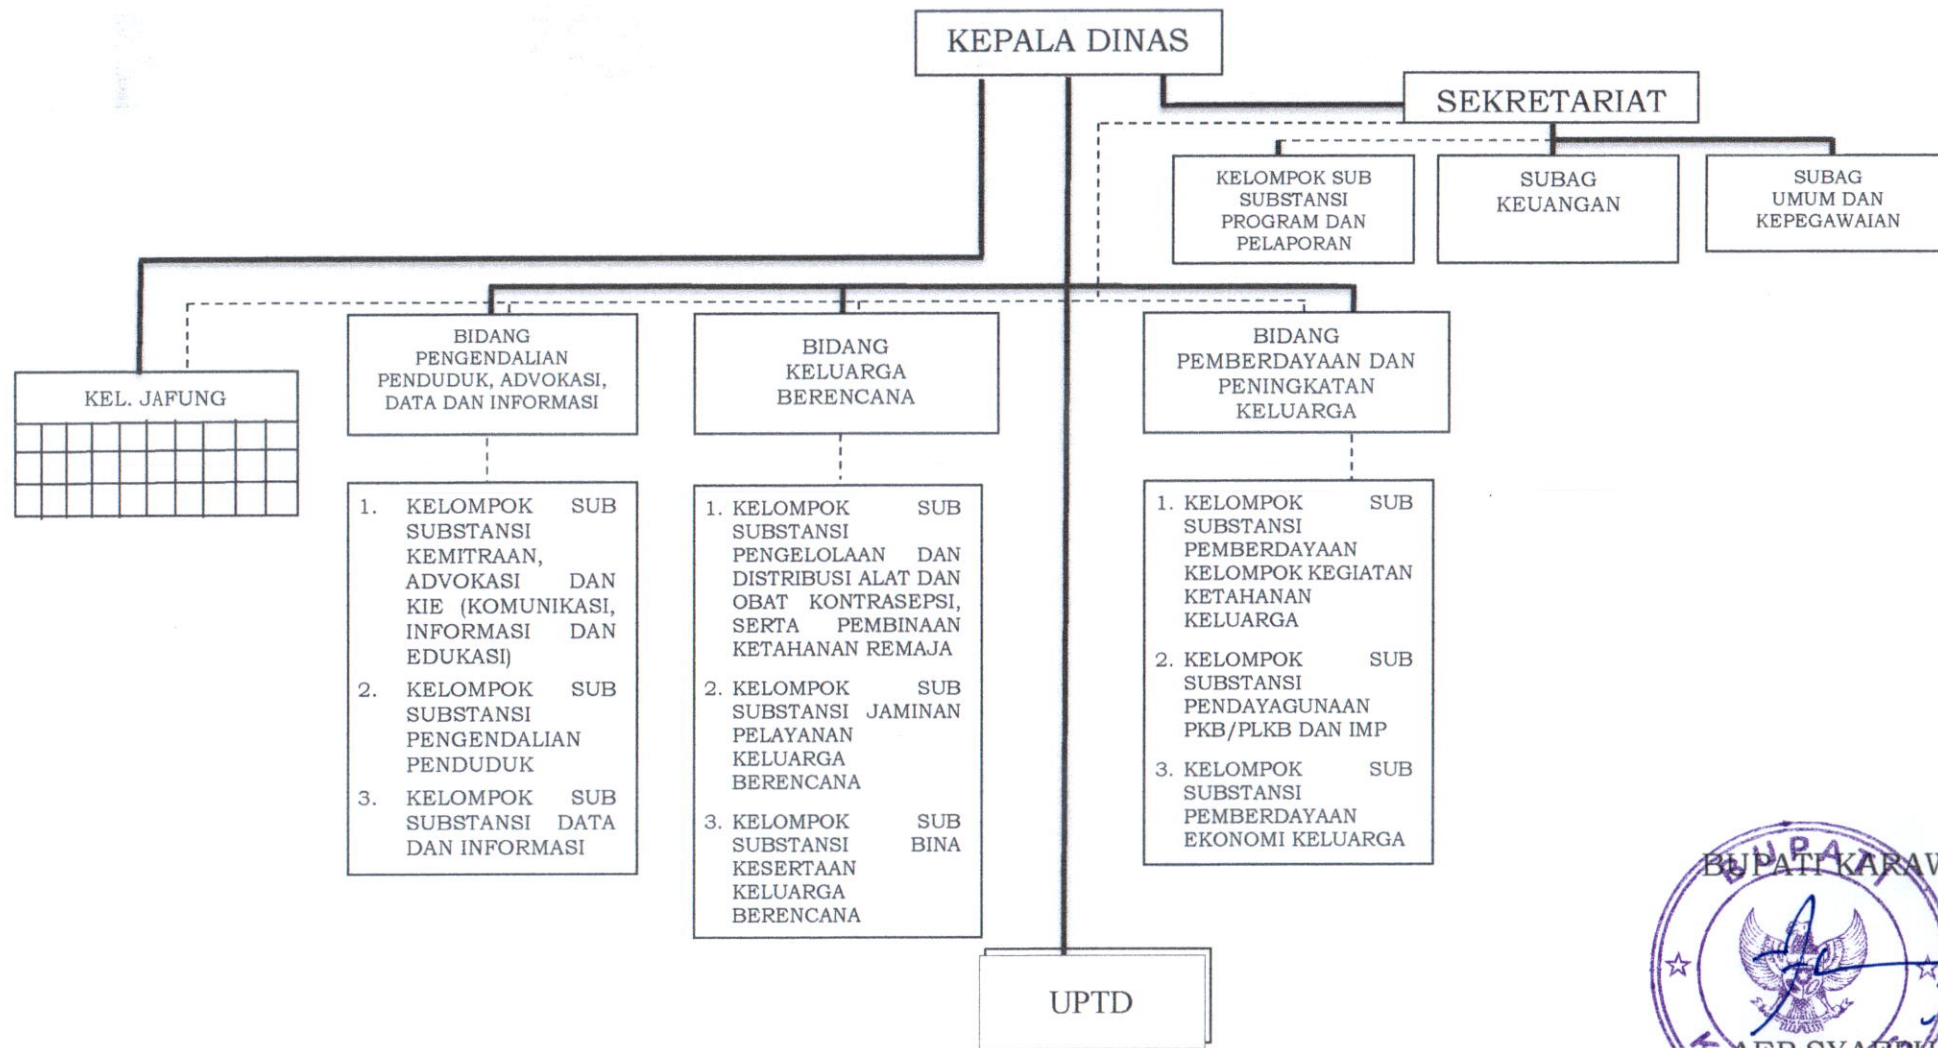 KEPALA DINAS
SEKRETARIAT
KELOMPOK SUB
SUBSTANSI
PROGRAM DAN
PELAPORAN
SUBAG
KEUANGAN
SUBAG
UMUM DAN
KEPEGAWAIAN
KEL. JAFUNG
BIDANG
PENGENDALIAN
PENDUDUK, ADVOKASI,
DATA DAN INFORMASI
BIDANG
KELUARGA
BERENCANA
BIDANG
PEMBERDAYAAN DAN
PENINGKATAN
KELUARGA
1. KELOMPOK SUB
SUBSTANSI
KEMITRAAN,
ADVOKASI DAN
KIE (KOMUNIKASI,
INFORMASI DAN
EDUKASI)
2. KELOMPOK SUB
SUBSTANSI
PENGENDALIAN
PENDUDUK
3. KELOMPOK SUB
SUBSTANSI DATA
DAN INFORMASI
1. KELOMPOK SUB
SUBSTANSI
PENGELOLAAN DAN
DISTRIBUSI ALAT DAN
OBAT KONTRASEPSI,
SERTA PEMBINAAN
KETAHANAN REMAJA
2. KELOMPOK SUB
SUBSTANSI JAMINAN
PELAYANAN
KELUARGA
BERENCANA
3. KELOMPOK SUB
SUBSTANSI BINA
KESERTAAN
KELUARGA
BERENCANA
1. KELOMPOK SUB
SUBSTANSI
PEMBERDAYAAN
KELOMPOK KEGIATAN
KETAHANAN
KELUARGA
2. KELOMPOK SUB
SUBSTANSI
PENDAYAGUNAAN
PKB/PLKB DAN IMP
3. KELOMPOK SUB
SUBSTANSI
PEMBERDAYAAN
EKONOMI KELUARGA
UPTD
BUPATI
BUPATI KARAW